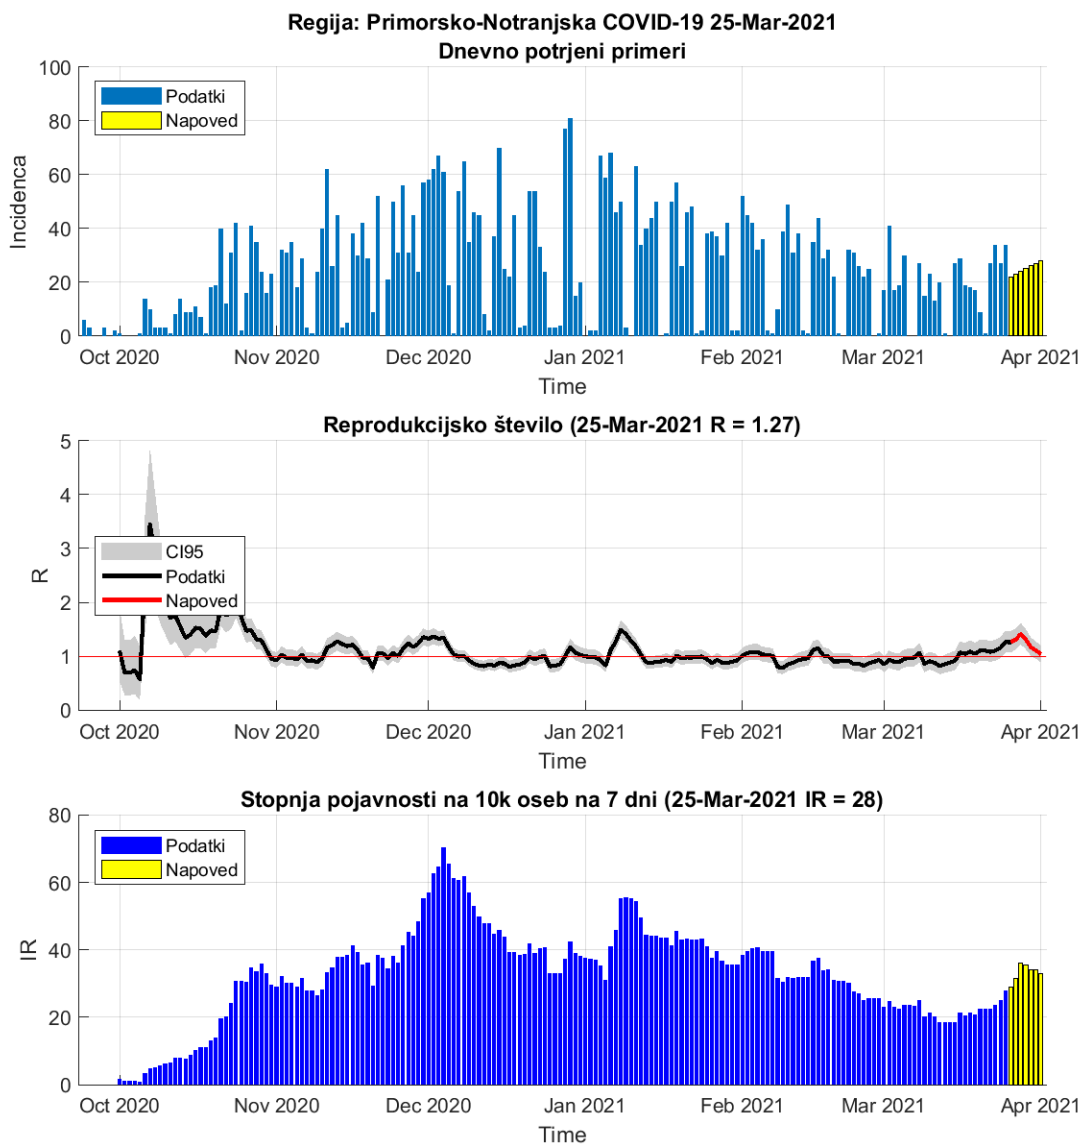 Regija: Primorsko-Notranjska COVID-19 25-Mar-2021
Dnevno potrjeni primeri
100
80
60
40
20
0
Incidenca
Podatki
Napoved
Oct 2020 Nov 2020 Dec 2020 Jan 2021 Feb 2021 Mar 2021 Apr 2021
Time
Reprodukcijsko število (25-Mar-2021 R = 1.27)
5
4
3
2
1
0
R
CI95
Podatki
Napoved
Oct 2020 Nov 2020 Dec 2020 Jan 2021 Feb 2021 Mar 2021 Apr 2021
Time
Stopnja pojavnosti na 10k oseb na 7 dni (25-Mar-2021 IR = 28)
80
60
40
20
0
IR
Podatki
Napoved
Oct 2020 Nov 2020 Dec 2020 Jan 2021 Feb 2021 Mar 2021 Apr 2021
Time